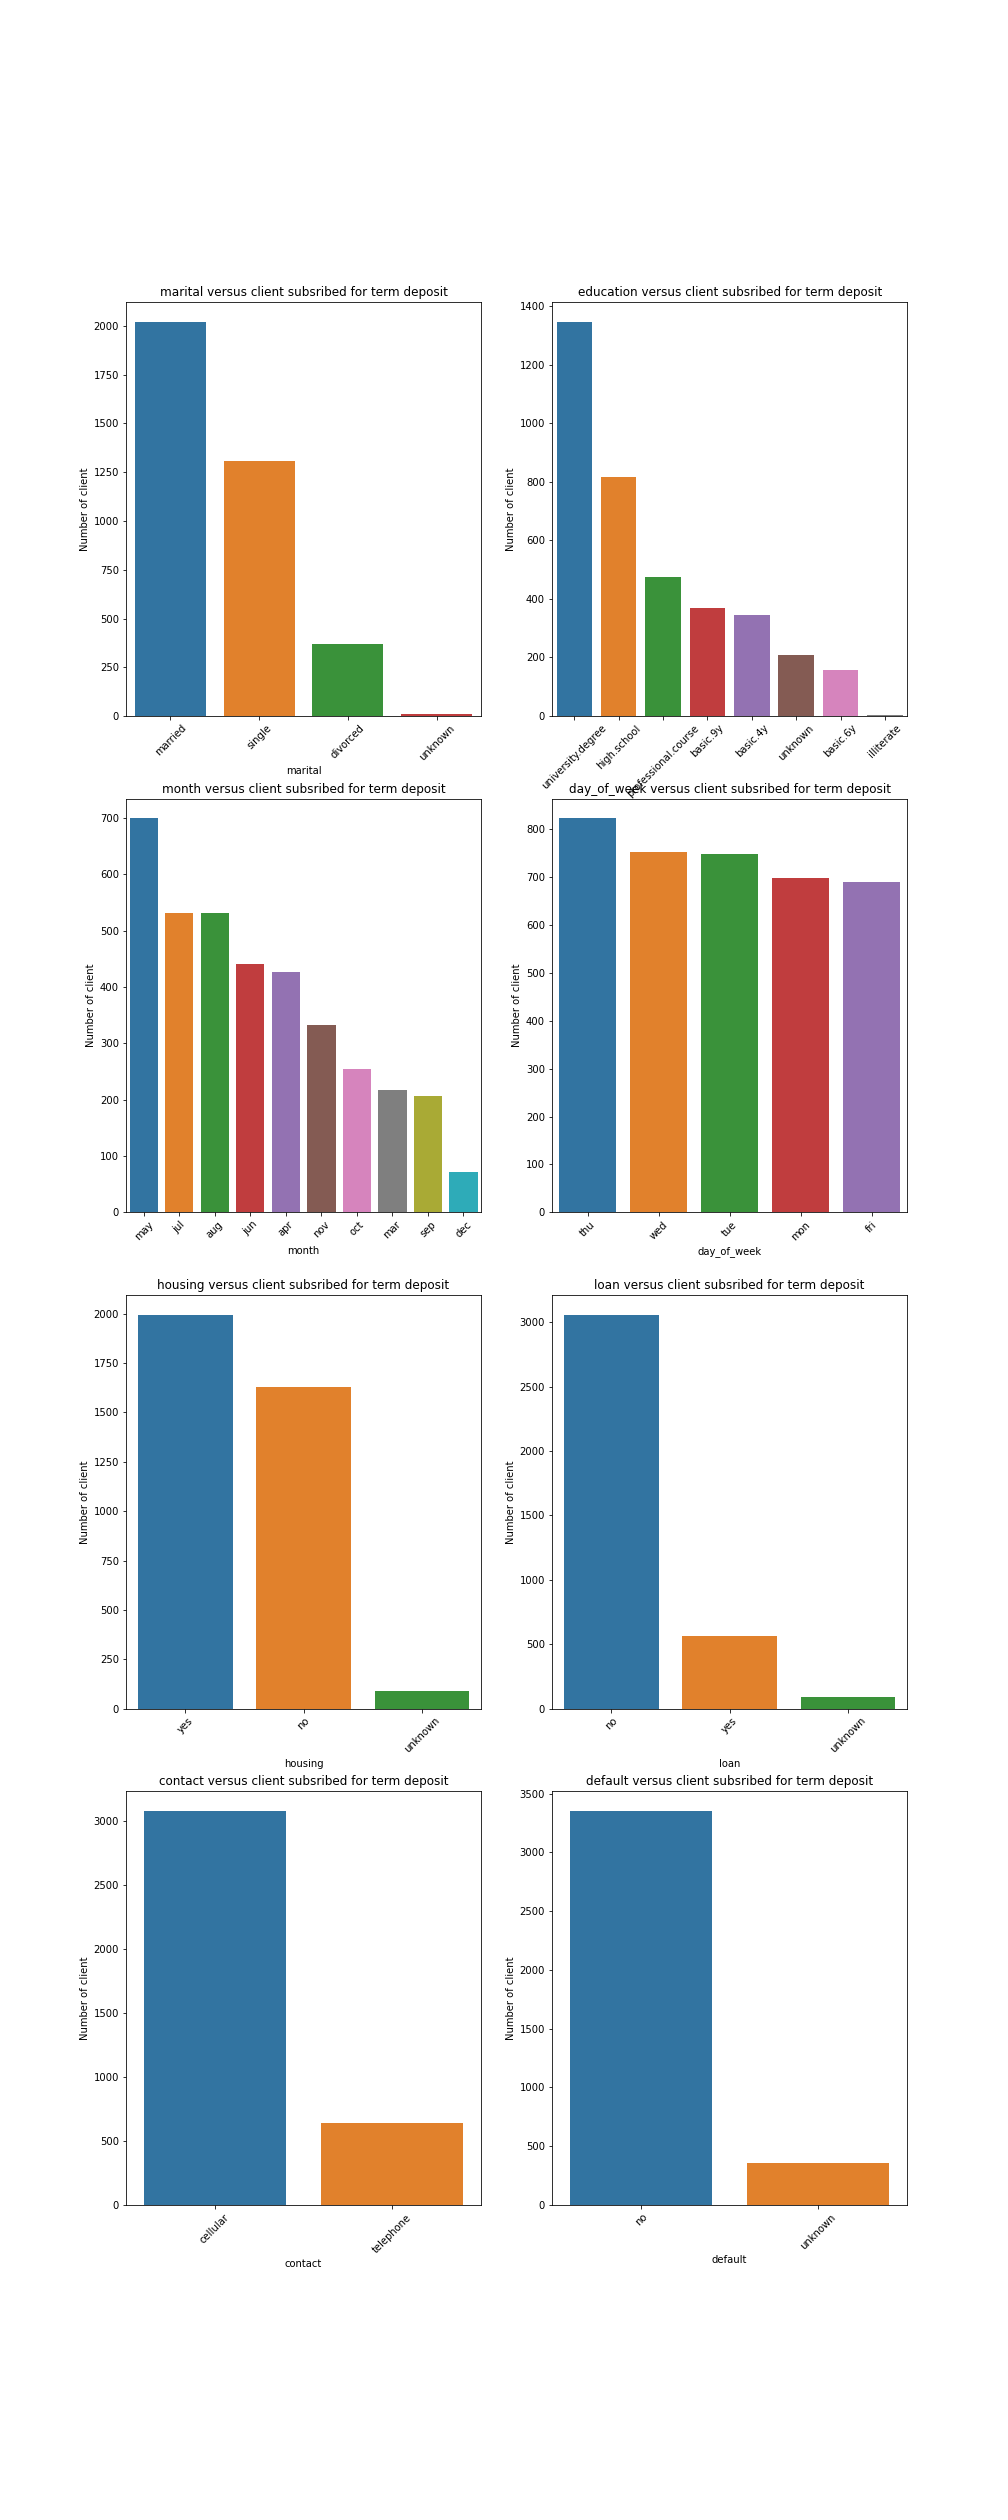 marital versus client subsribed for term deposit
Number of client
2000
1750
1500
1250
1000
750
500
250
0
married
single
divorced
unknown
marital
education versus client subsribed for term deposit
Number of client
1400
1200
1000
800
600
400
200
0
university.degree
high.school
professional.course
basic.9y
basic.4y
unknown
basic.6y
illiterate
month versus client subsribed for term deposit
Number of client
700
600
500
400
300
200
100
0
may
jul
aug
jun
apr
nov
oct
mar
sep
dec
month
day_of_week versus client subsribed for term deposit
Number of client
800
700
600
500
400
300
200
100
0
thu
wed
tue
mon
fri
day_of_week
housing versus client subsribed for term deposit
Number of client
2000
1750
1500
1250
1000
750
500
250
0
yes
no
unknown
housing
loan versus client subsribed for term deposit
Number of client
3000
2500
2000
1500
1000
500
0
no
yes
unknown
loan
contact versus client subsribed for term deposit
Number of client
3000
2500
2000
1500
1000
500
0
cellular
telephone
contact
default versus client subsribed for term deposit
Number of client
3500
3000
2500
2000
1500
1000
500
0
no
unknown
default